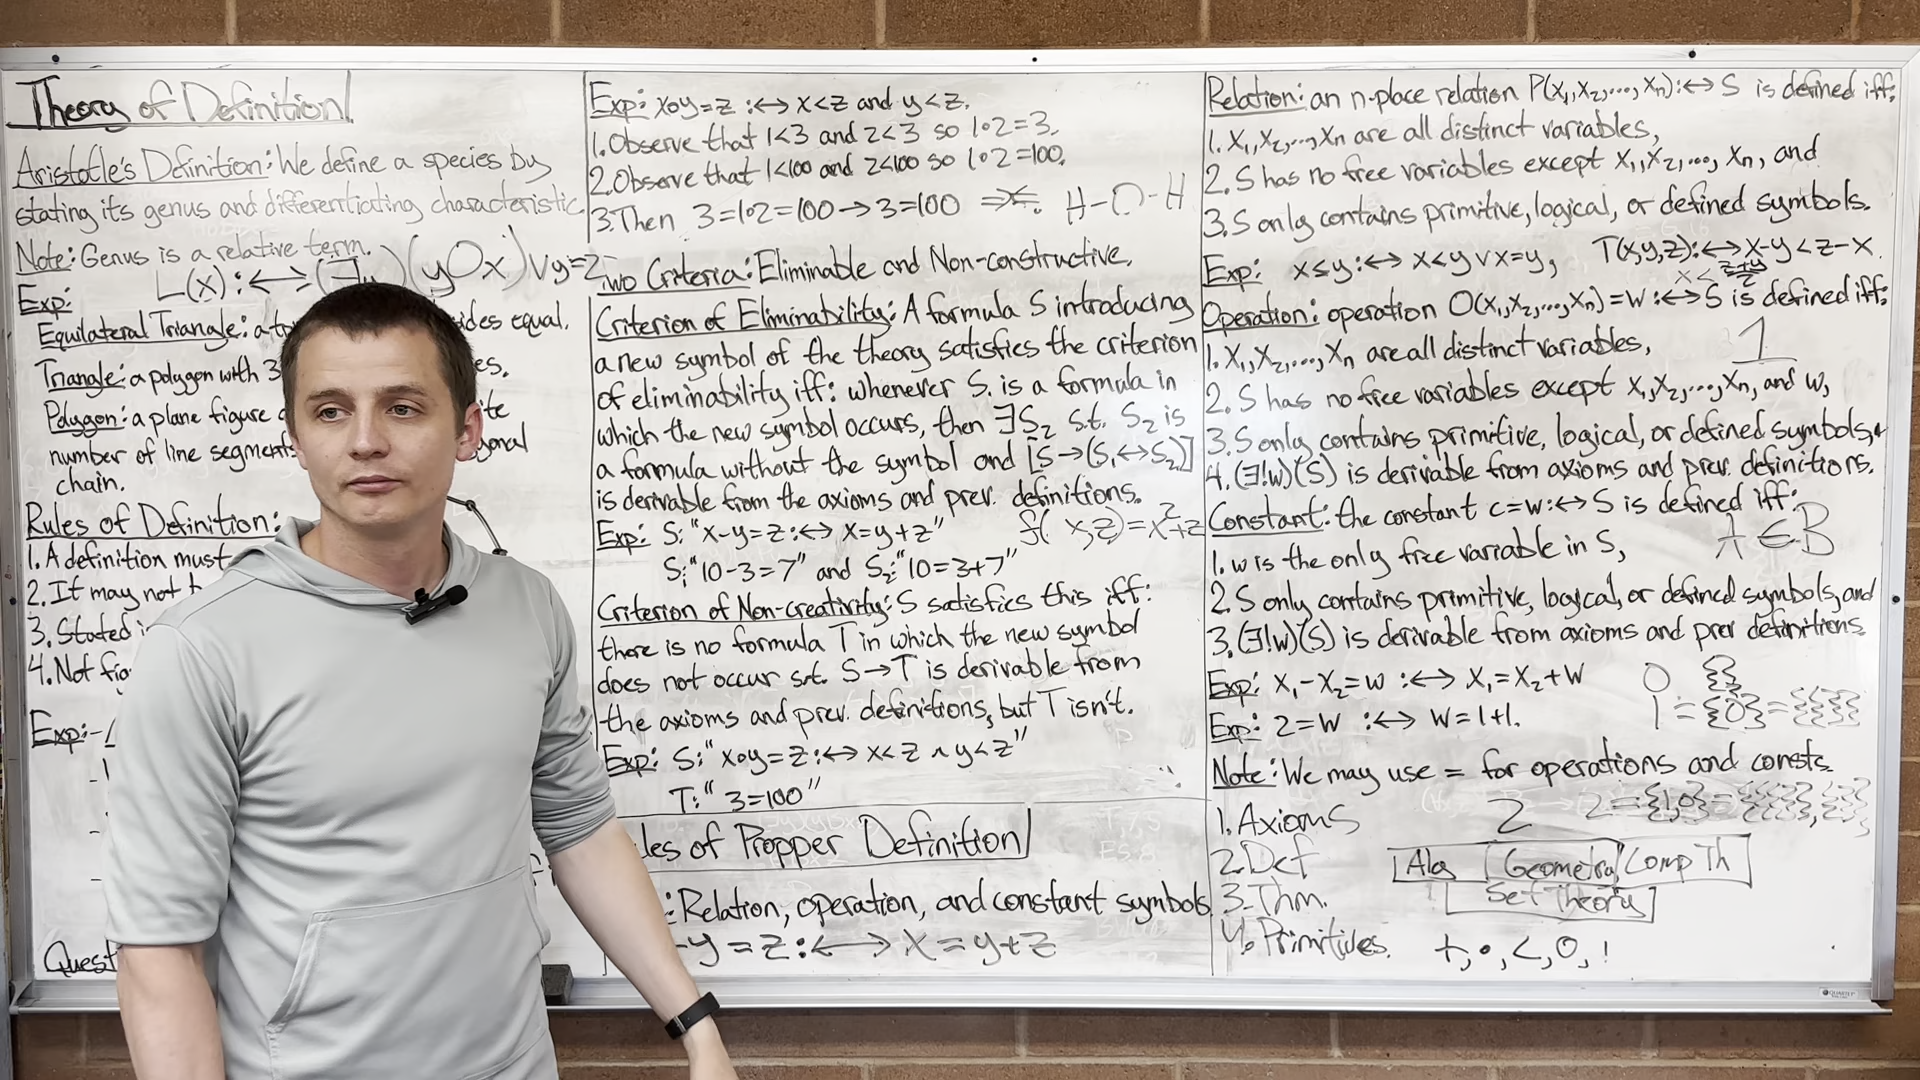 Theory of Definition
Aristotle's Definition: We define a species by
stating its genus and differentiating characteristic.
Note: Genus is a relative term.
L(x) :↔ (∃y)(yOx) ∨ y=2
Exp:
Equilateral Triangle: a sides equal.
Triangle: a polygon with 3
Polygon: a plane figure
number of line segments
chain.
Rules of Definition:
1. A definition must
2. It may not
3. Stated
4. Not
Exp:-
Quest
Exp: x∘y=z :↔ x<z and y<z.
1. Observe that 1<3 and 2<3 so 1∘2=3.
2. Observe that 1<100 and 2<100 so 1∘2=100.
3. Then 3=1∘2=100→3=100 ⇒⇐. H-O-H
Two Criteria: Eliminable and Non-constructive.
Criterion of Eliminability: A formula S introducing
a new symbol of the theory satisfies the criterion
of eliminability iff: whenever S₁ is a formula in
which the new symbol occurs, then ∃S₂ s.t. S₂ is
a formula without the symbol and [S→(S₁↔S₂)]
is derivable from the axioms and prev. definitions.
Exp: S: "x-y=z :↔ x=y+z" f(x,z)=x²+z
S₁: "10-3=7" and S₂: "10=3+7"
Criterion of Non-creativity: S satisfies this iff:
there is no formula T in which the new symbol
does not occur s.t. S→T is derivable from
the axioms and prev. definitions, but T isn't.
Exp: S: "x∘y=z :↔ x<z ∧ y<z"
T: "3=100"
les of Propper Definition
: Relation, operation, and constant symbols
-y=z :↔ x=y+z
Relation: an n-place relation P(x₁,x₂,...,xₙ) :↔ S is defined iff:
1. x₁,x₂,...,xₙ are all distinct variables,
2. S has no free variables except x₁,x₂,...,xₙ, and
3. S only contains primitive, logical, or defined symbols.
Exp: x≤y :↔ x<y ∨ x=y, T(x,y,z) :↔ x-y<z-x.
x < z+y/2
Operation: operation O(x₁,x₂,...,xₙ)=w :↔ S is defined iff:
1. x₁,x₂,...,xₙ are all distinct variables, 1
2. S has no free variables except x₁,x₂,...,xₙ, and w,
3. S only contains primitive, logical, or defined symbols,+
4. (∃!w)(S) is derivable from axioms and prev. definitions.
Constant: the constant c=w :↔ S is defined iff:
1. w is the only free variable in S, A∈B
2. S only contains primitive, logical, or defined symbols, and
3. (∃!w)(S) is derivable from axioms and prev definitions.
Exp: x₁-x₂=w :↔ x₁=x₂+w 0 {}
Exp: 2=w :↔ w=1+1. 1={0}={{}}
Note: We may use = for operations and consts.
1. Axioms 2 2={1,0}={{{}},{}}
2. Def Alg Geometry Comp Th
3. Thm. Set Theory
4. Primitives. +,∘,<,0,1
QUARTET